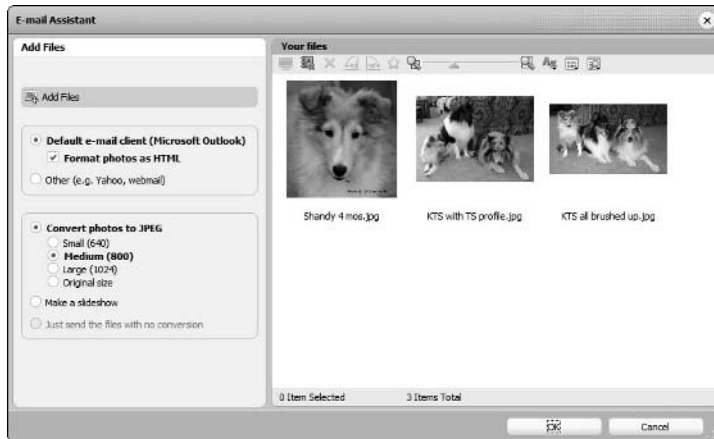 E-mail Assistant
Add Files
Your files
Add Files
Default e-mail client (Microsoft Outlook)
Format photos as HTML
Other (e.g. Yahoo, webmail)
Convert photos to JPEG
Small (640)
Medium (800)
Large (1024)
Original size
Make a slideshow
Just send the files with no conversion
Shandy 4 mos.jpg
KTS with TS profile.jpg
KTS all brushed up.jpg
0 Item Selected
3 Items Total
OK
Cancel